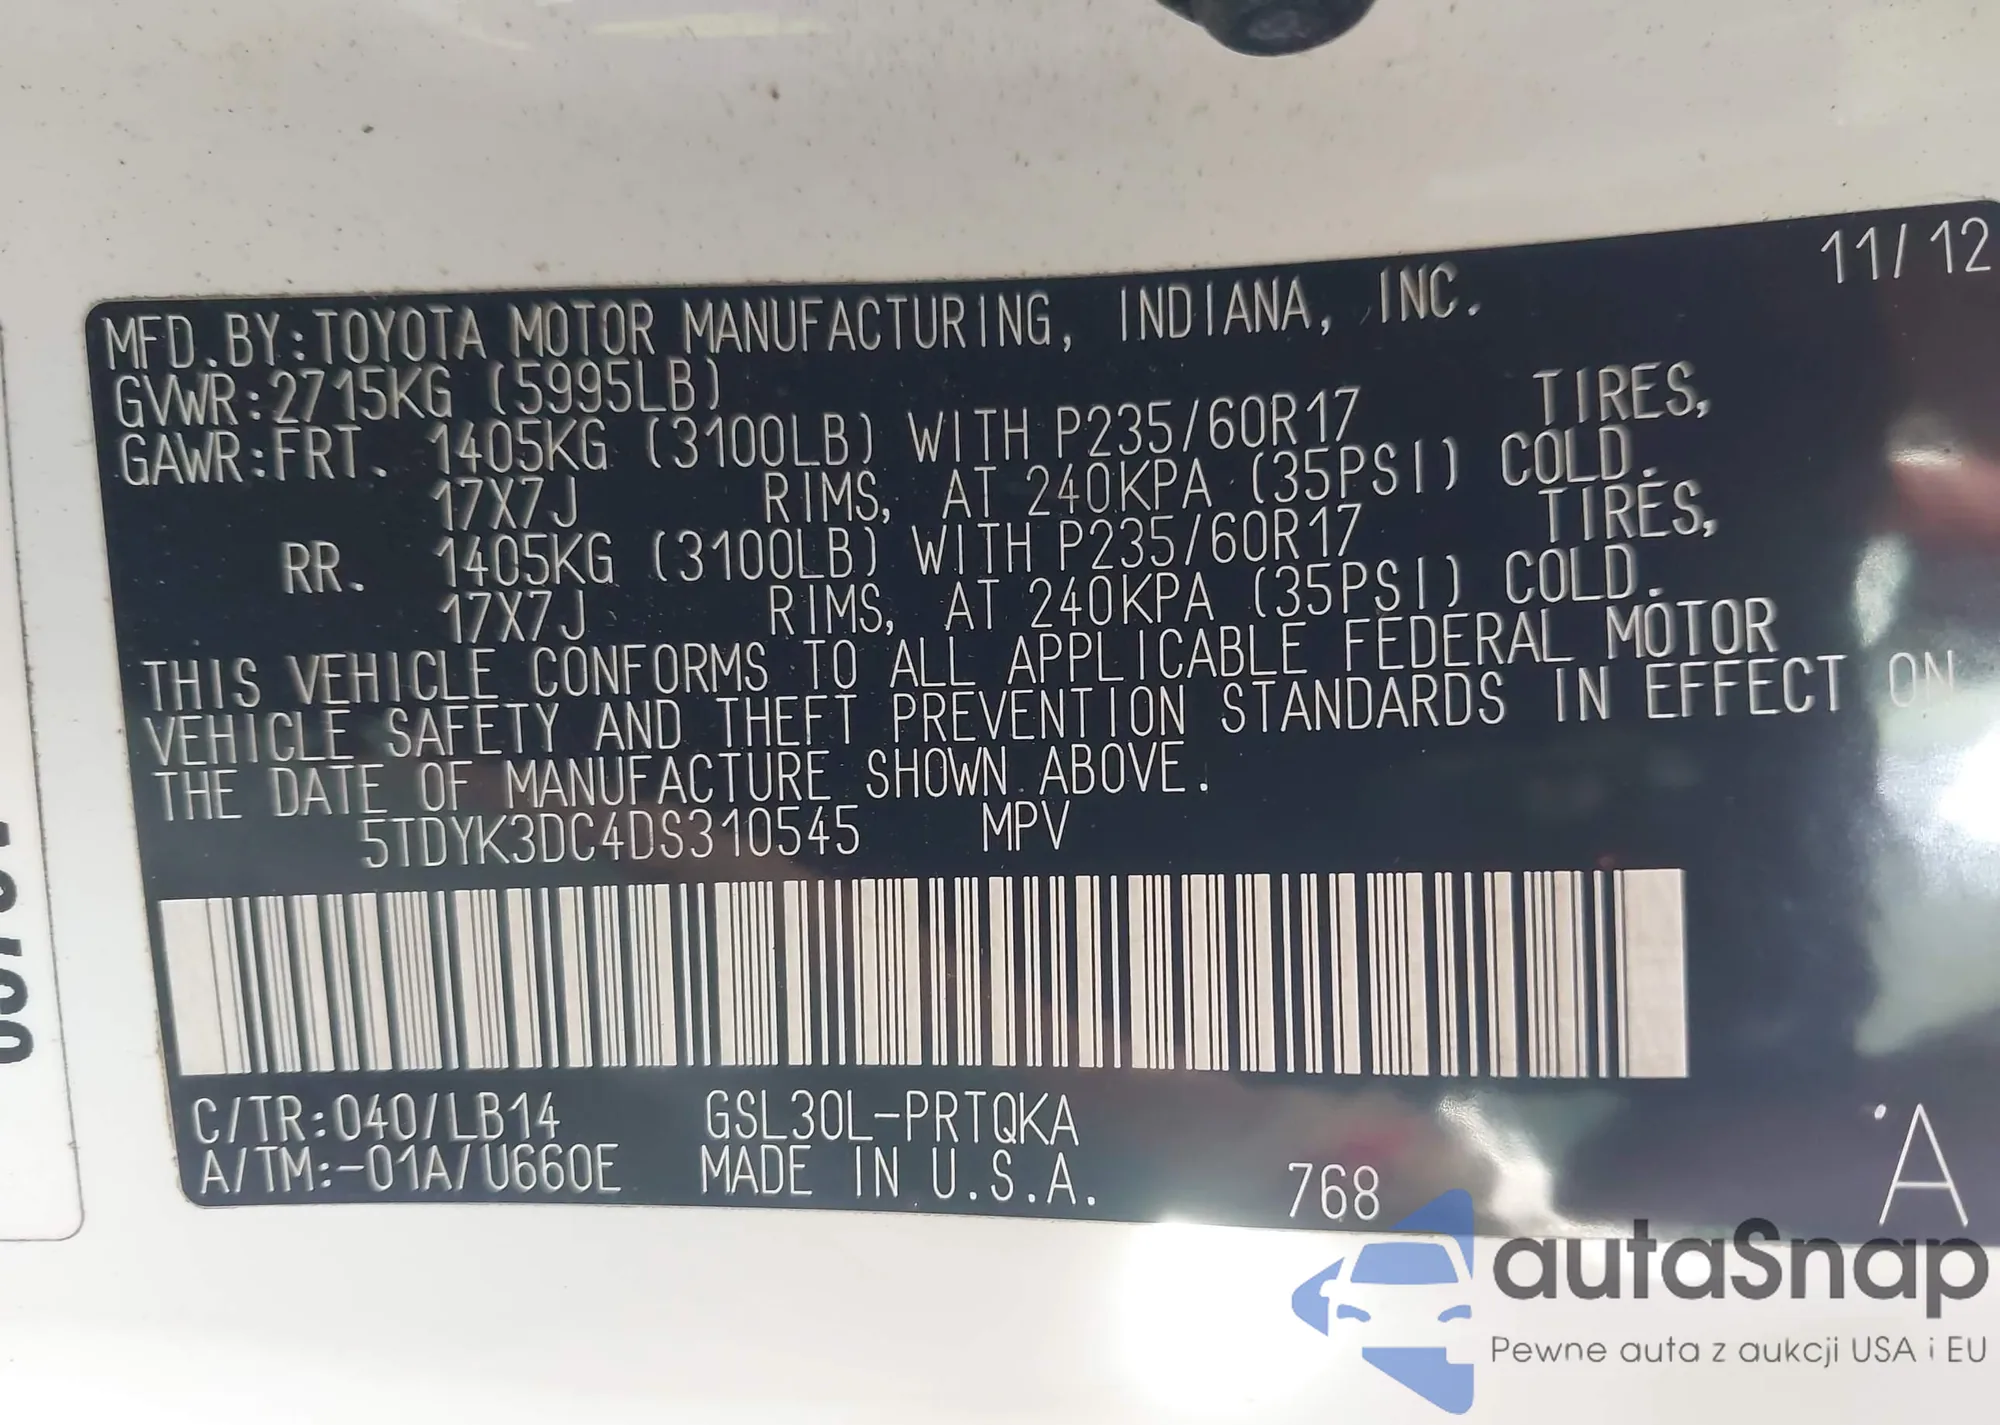 11/12
MFD.BY:TOYOTA MOTOR MANUFACTURING, INDIANA, INC.
GVWR:2715KG (5995LB)
GAWR:FRT. 1405KG (3100LB) WITH P235/60R17 TIRES,
17X7J RIMS, AT 240KPA (35PSI) COLD.
RR. 1405KG (3100LB) WITH P235/60R17 TIRES,
17X7J RIMS, AT 240KPA (35PSI) COLD.
THIS VEHICLE CONFORMS TO ALL APPLICABLE FEDERAL MOTOR
VEHICLE SAFETY AND THEFT PREVENTION STANDARDS IN EFFECT ON
THE DATE OF MANUFACTURE SHOWN ABOVE.
5TDYK3DC4DS310545 MPV
C/TR:040/LB14 GSL30L-PRTQKA
A/TM:-01A/U660E MADE IN U.S.A. 768 A
autaSnap
Pewne auta z aukcji USA i EU